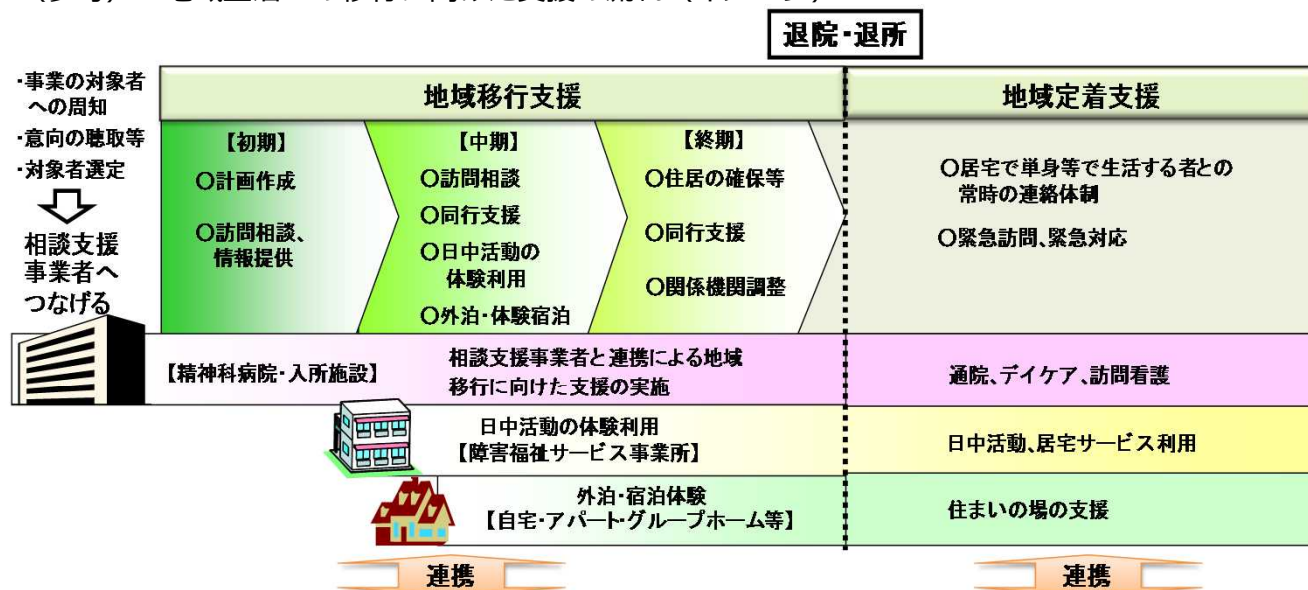 退院・退所
・事業の対象者
への周知
・意向の聴取等
・対象者選定
相談支援
事業者へ
つなげる
地域移行支援
地域定着支援
【初期】
〇計画作成
〇訪問相談、
情報提供
【中期】
〇訪問相談
〇同行支援
〇日中活動の
体験利用
〇外泊・体験宿泊
【終期】
〇住居の確保等
〇同行支援
〇関係機関調整
〇居宅で単身等で生活する者との
常時の連絡体制
〇緊急訪問、緊急対応
【精神科病院・入所施設】
相談支援事業者と連携による地域
移行に向けた支援の実施
通院、デイケア、訪問看護
日中活動の体験利用
【障害福祉サービス事業所】
日中活動、居宅サービス利用
外泊・宿泊体験
【自宅・アパート・グループホーム等】
住まいの場の支援
連携
連携